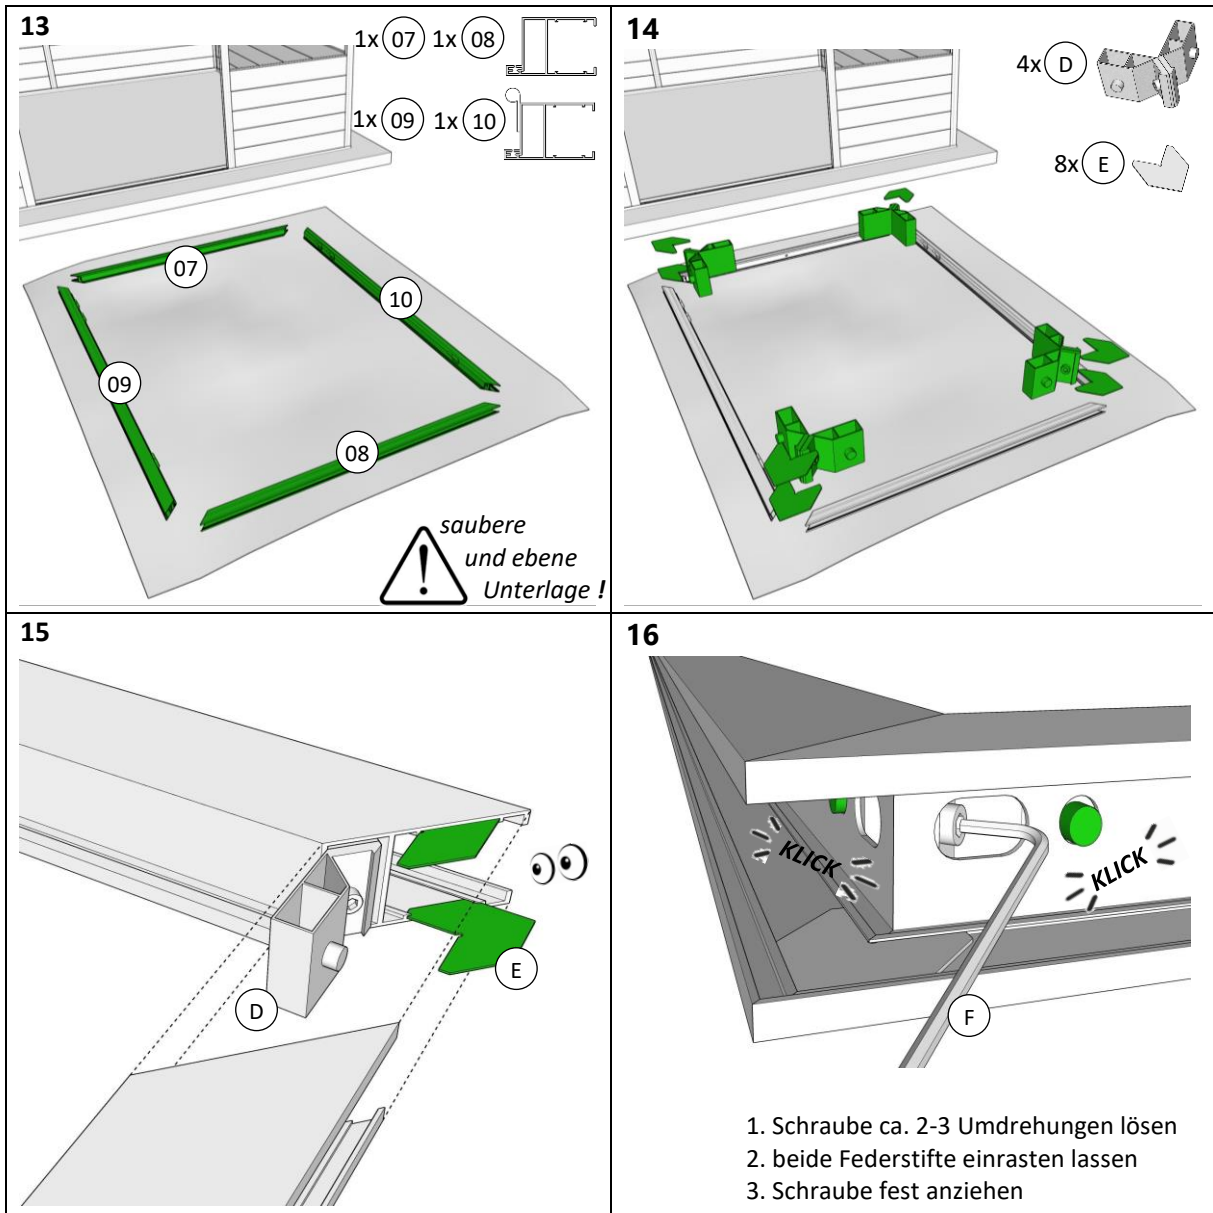 13
1x 07 1x 08
1x 09 1x 10
07
10
09
08
saubere
und ebene
Unterlage !
14
4x D
8x E
15
D
E
16
KLICK
KLICK
F
1. Schraube ca. 2-3 Umdrehungen lösen
2. beide Federstifte einrasten lassen
3. Schraube fest anziehen